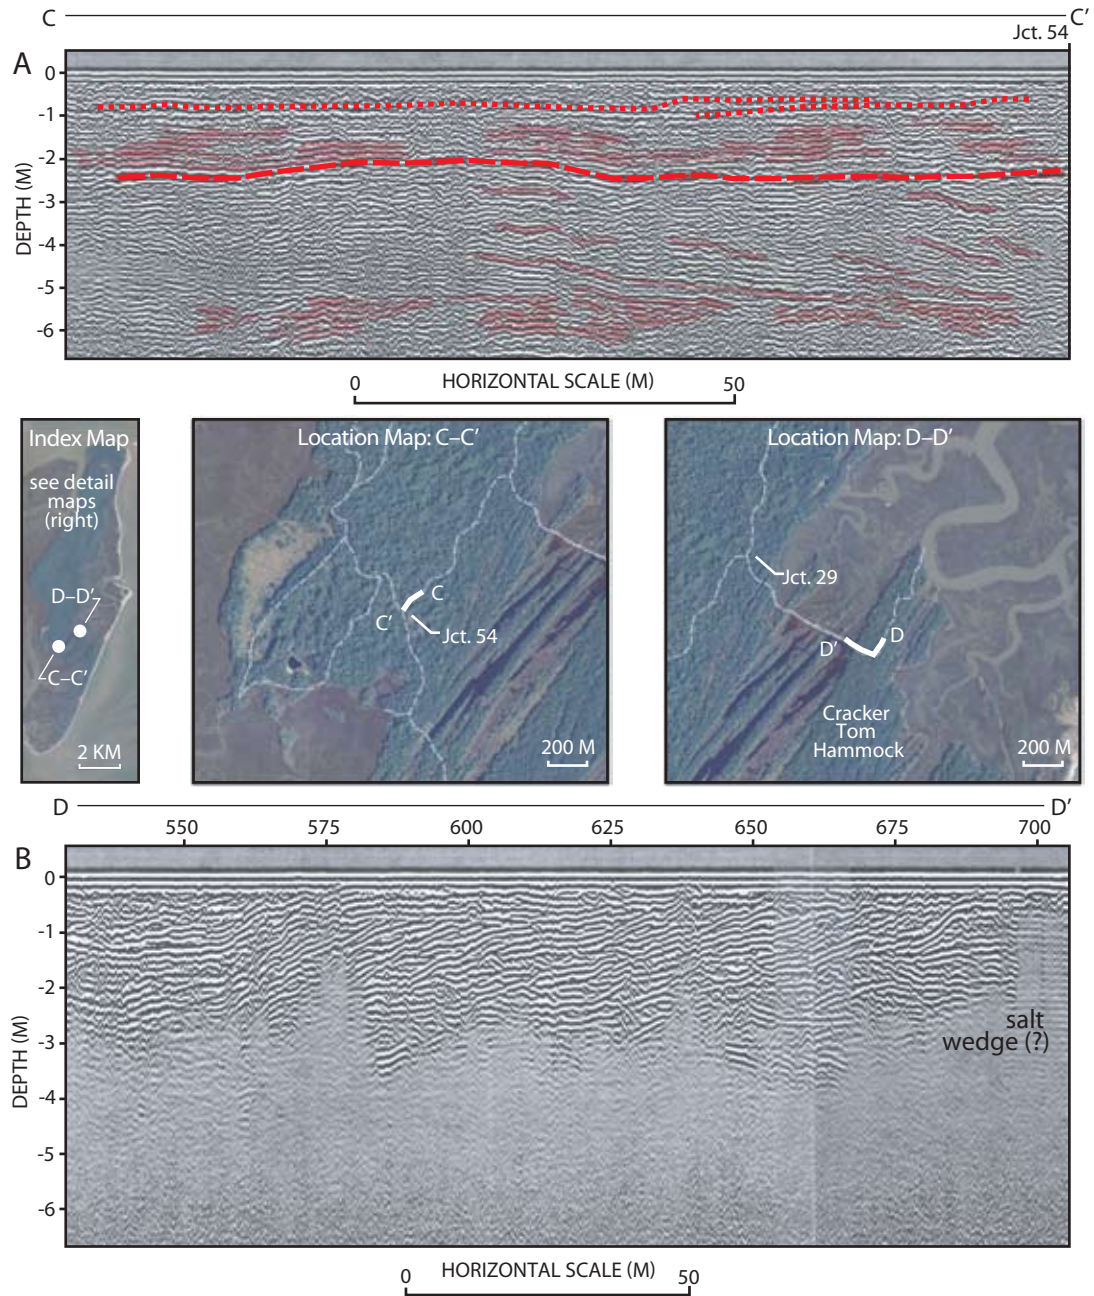 C C’
Jct. 54
A
0
-1
-2
-3
-4
-5
-6
DEPTH (M)
0 HORIZONTAL SCALE (M) 50
Index Map
see detail
maps
(right)
D–D’
C–C’
2 KM
Location Map: C–C’
C
C’
Jct. 54
200 M
Location Map: D–D’
Jct. 29
D’ D
Cracker
Tom
Hammock
200 M
D D’
550 575 600 625 650 675 700
B
0
-1
-2
-3
-4
-5
-6
DEPTH (M)
salt
wedge (?)
0 HORIZONTAL SCALE (M) 50